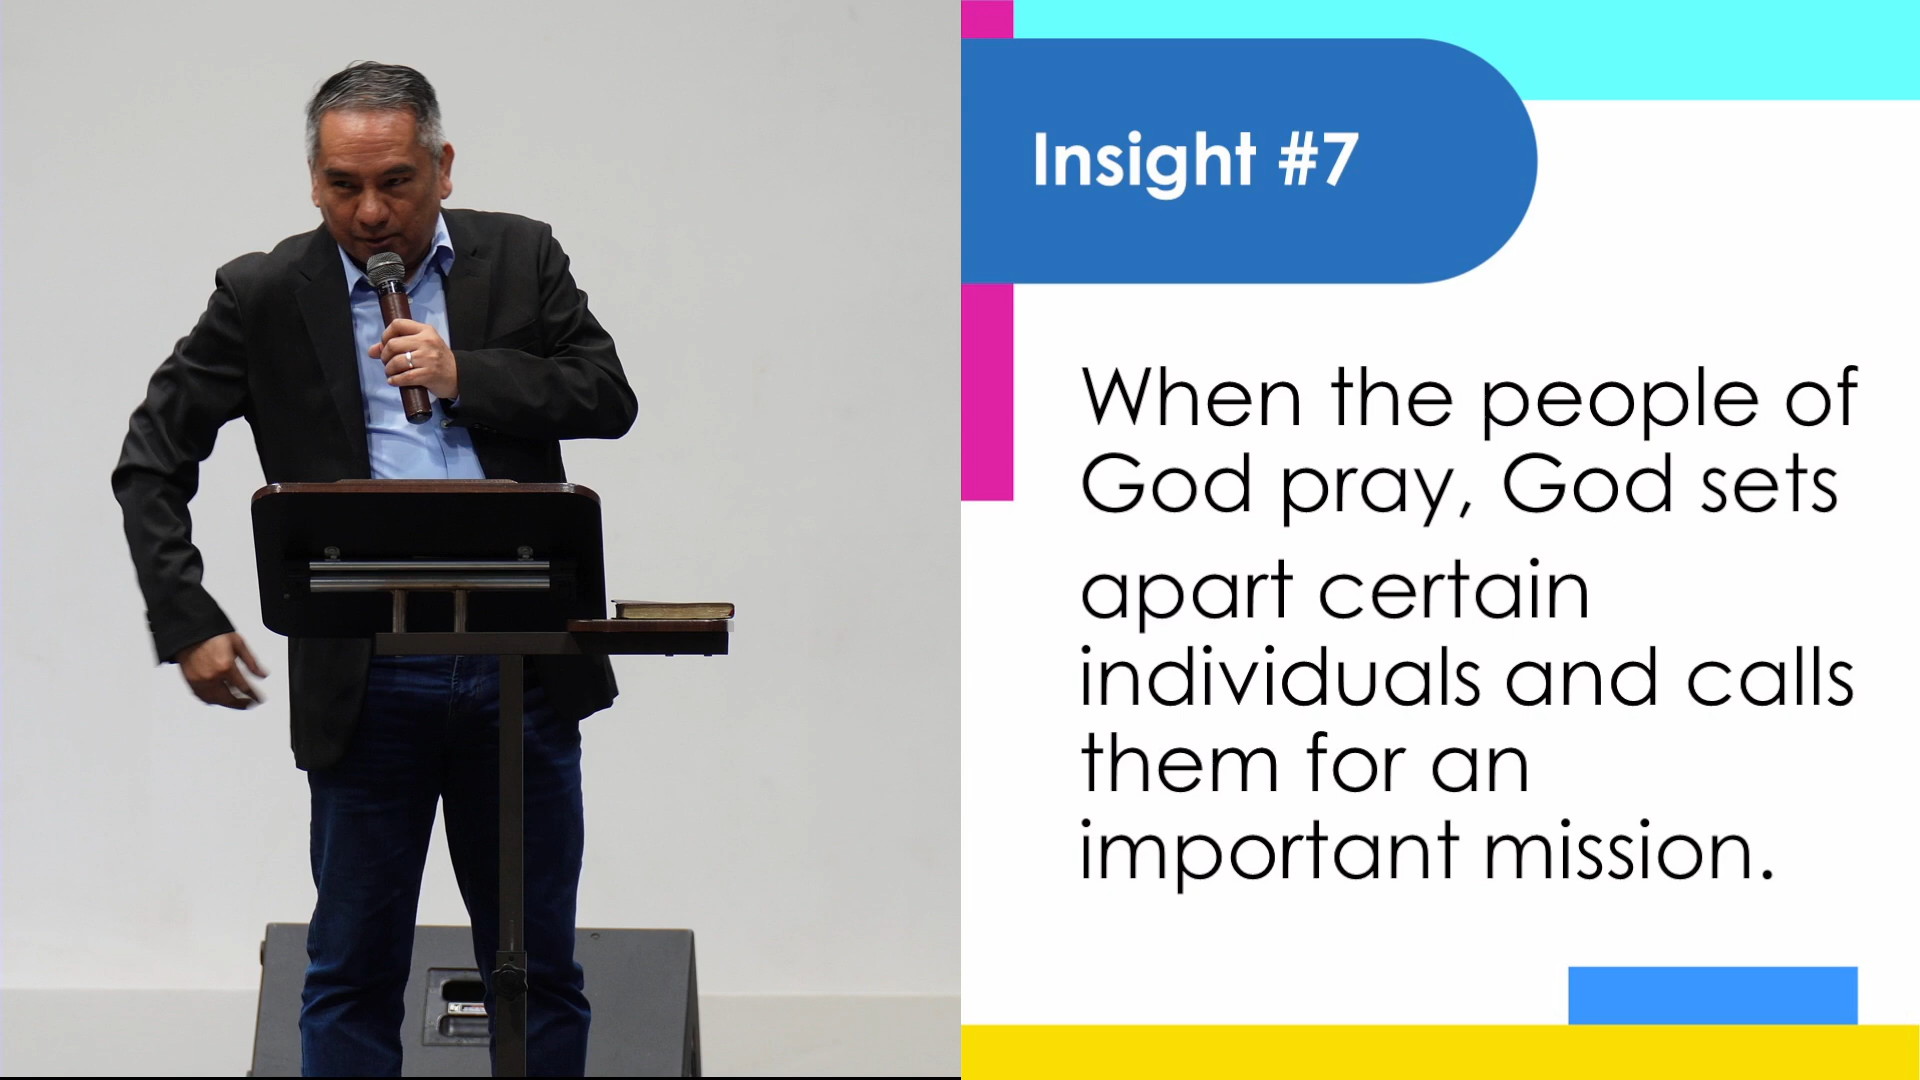 Insight #7
When the people of
God pray, God sets
apart certain
individuals and calls
them for an
important mission.